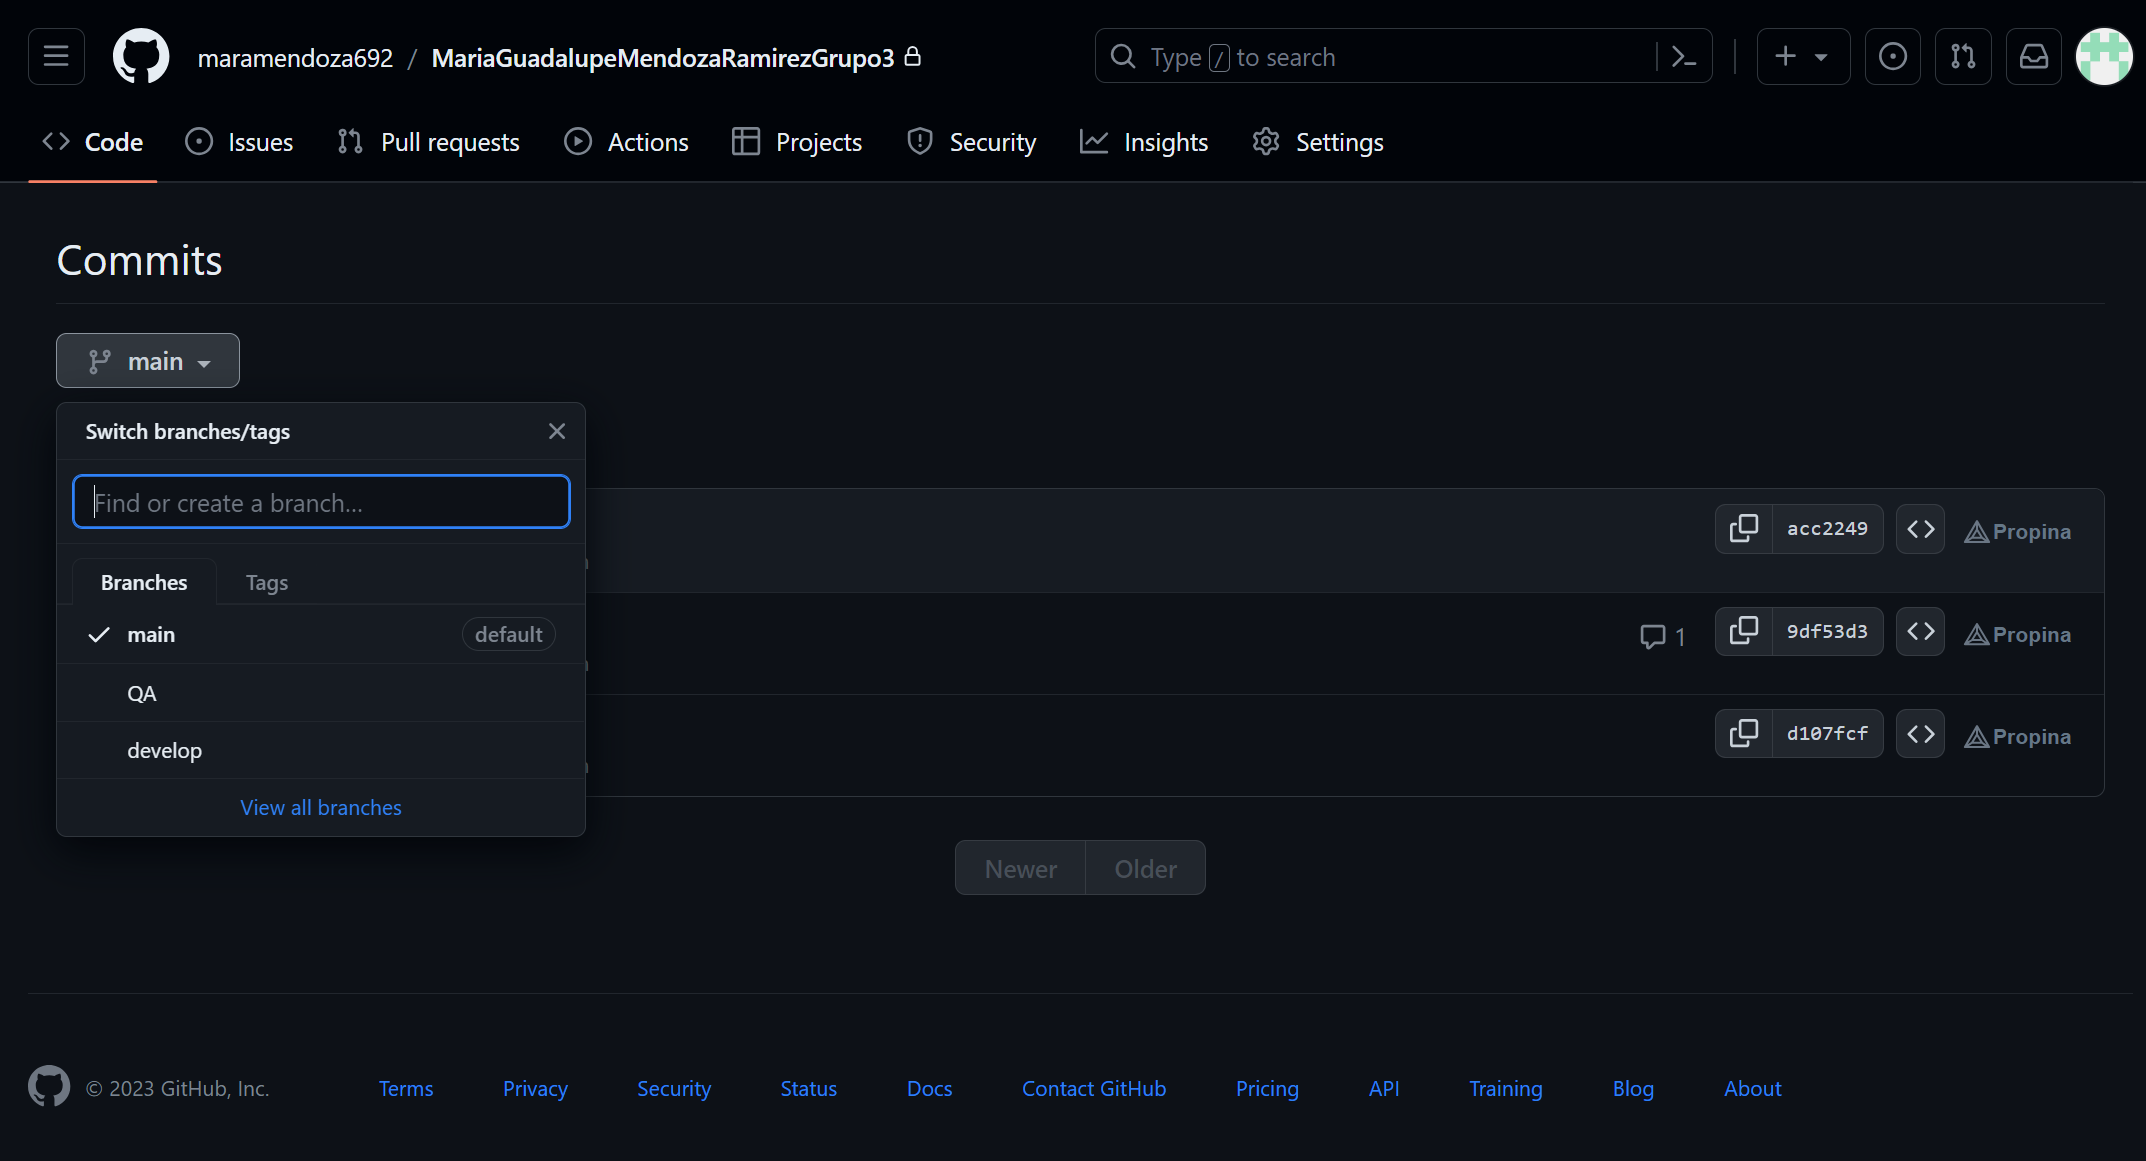 maramendoza692 / MariaGuadalupeMendozaRamirezGrupo3
Type / to search
Code Issues Pull requests Actions Projects Security Insights Settings
Commits
main
Switch branches/tags
Find or create a branch...
Branches Tags
main default
QA
develop
View all branches
acc2249 Propina
1 9df53d3 Propina
d107fcf Propina
Newer Older
© 2023 GitHub, Inc. Terms Privacy Security Status Docs Contact GitHub Pricing API Training Blog About